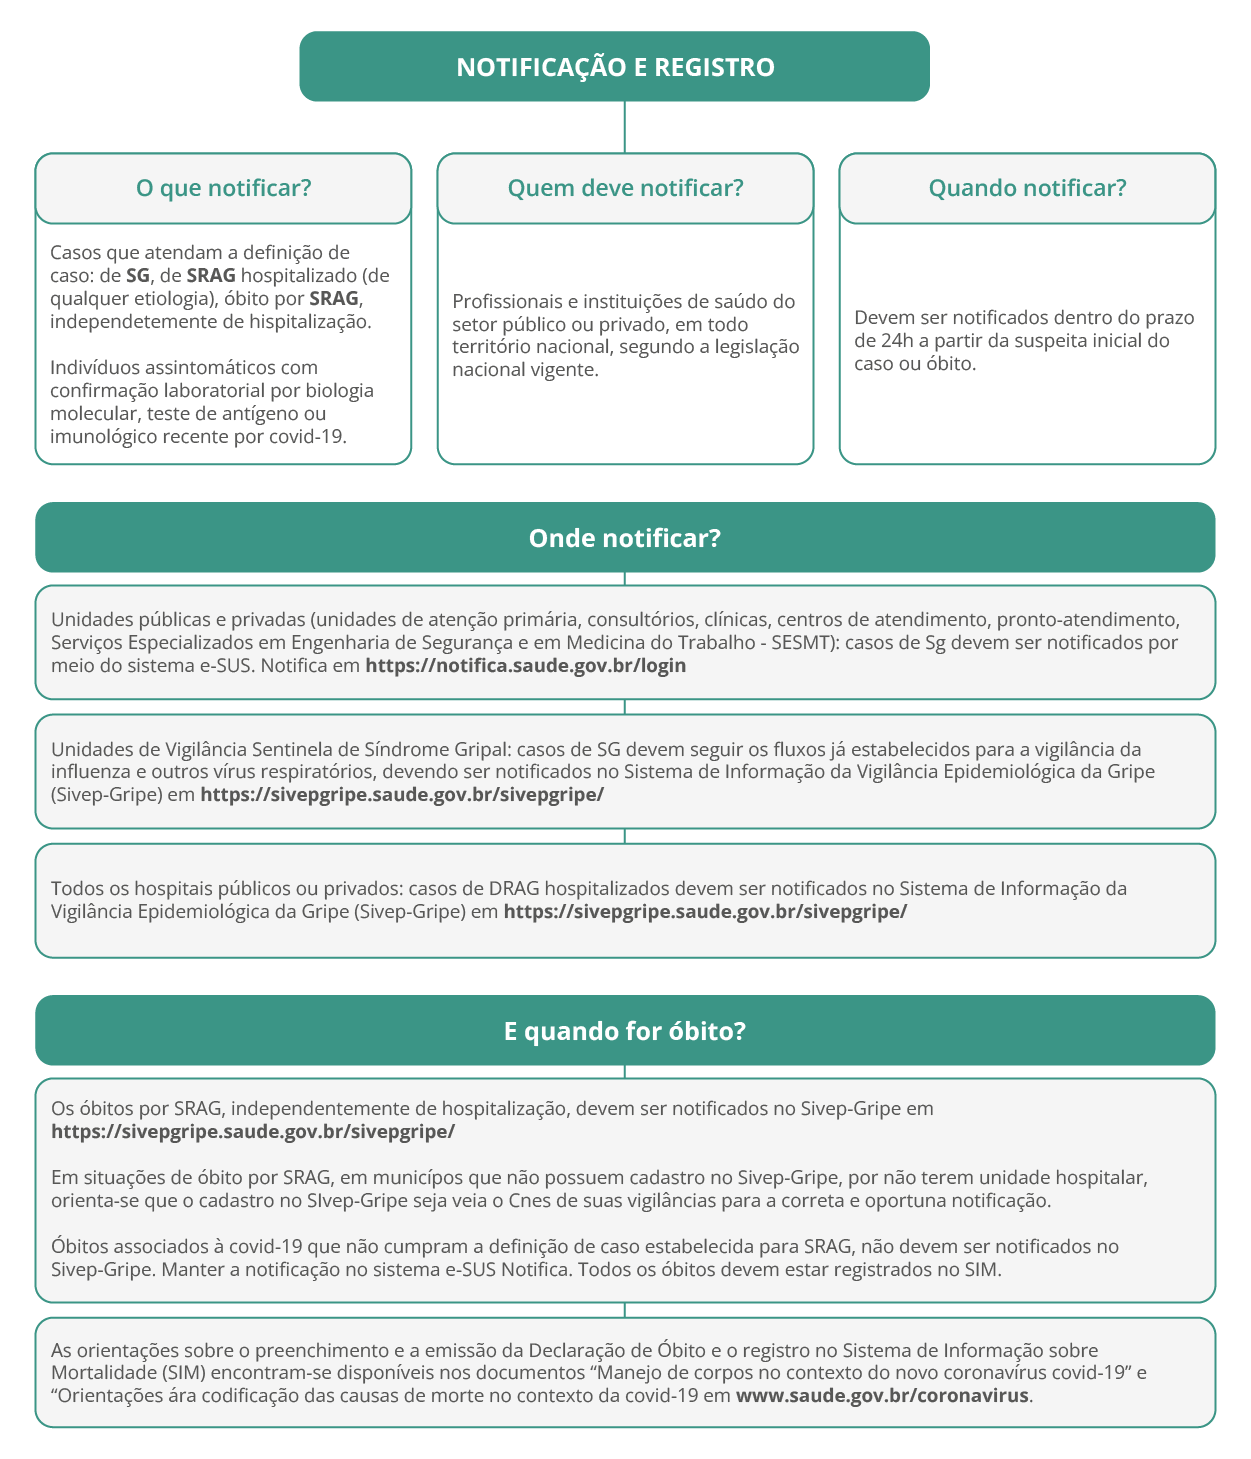 NOTIFICAÇÃO E REGISTRO
O que notificar?
Casos que atendam a definição de
caso: de SG, de SRAG hospitalizado (de
qualquer etiologia), óbito por SRAG,
independetemente de hispitalização.
Indivíduos assintomáticos com
confirmação laboratorial por biologia
molecular, teste de antígeno ou
imunológico recente por covid-19.
Quem deve notificar?
Profissionais e instituições de saúdo do
setor público ou privado, em todo
território nacional, segundo a legislação
nacional vigente.
Quando notificar?
Devem ser notificados dentro do prazo
de 24h a partir da suspeita inicial do
caso ou óbito.
Onde notificar?
Unidades públicas e privadas (unidades de atenção primária, consultórios, clínicas, centros de atendimento, pronto-atendimento,
Serviços Especializados em Engenharia de Segurança e em Medicina do Trabalho - SESMT): casos de Sg devem ser notificados por
meio do sistema e-SUS. Notifica em https://notifica.saude.gov.br/login
Unidades de Vigilância Sentinela de Síndrome Gripal: casos de SG devem seguir os fluxos já estabelecidos para a vigilância da
influenza e outros vírus respiratórios, devendo ser notificados no Sistema de Informação da Vigilância Epidemiológica da Gripe
(Sivep-Gripe) em https://sivepgripe.saude.gov.br/sivepgripe/
Todos os hospitais públicos ou privados: casos de DRAG hospitalizados devem ser notificados no Sistema de Informação da
Vigilância Epidemiológica da Gripe (Sivep-Gripe) em https://sivepgripe.saude.gov.br/sivepgripe/
E quando for óbito?
Os óbitos por SRAG, independentemente de hospitalização, devem ser notificados no Sivep-Gripe em
https://sivepgripe.saude.gov.br/sivepgripe/
Em situações de óbito por SRAG, em municípos que não possuem cadastro no Sivep-Gripe, por não terem unidade hospitalar,
orienta-se que o cadastro no SIvep-Gripe seja veia o Cnes de suas vigilâncias para a correta e oportuna notificação.
Óbitos associados à covid-19 que não cumpram a definição de caso estabelecida para SRAG, não devem ser notificados no
Sivep-Gripe. Manter a notificação no sistema e-SUS Notifica. Todos os óbitos devem estar registrados no SIM.
As orientações sobre o preenchimento e a emissão da Declaração de Óbito e o registro no Sistema de Informação sobre
Mortalidade (SIM) encontram-se disponíveis nos documentos “Manejo de corpos no contexto do novo coronavírus covid-19” e
“Orientações ára codificação das causas de morte no contexto da covid-19 em www.saude.gov.br/coronavirus.